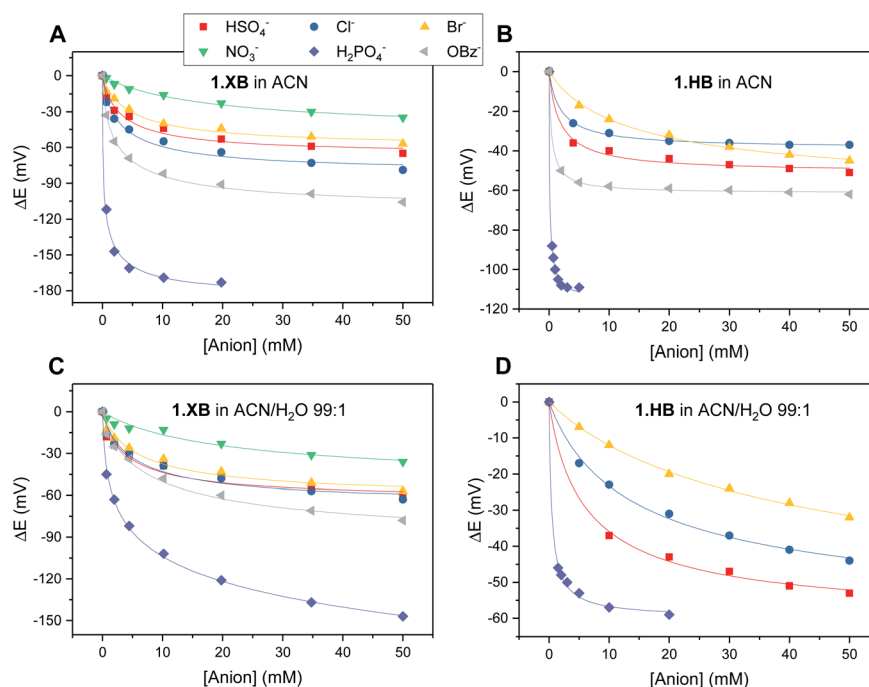 HSO₄⁻ Cl⁻ Br⁻
NO₃⁻ H₂PO₄⁻ OBz⁻
A
1.XB in ACN
ΔE (mV)
0
-30
-60
-90
-120
-150
-180
0 10 20 30 40 50
[Anion] (mM)
B
1.HB in ACN
ΔE (mV)
0
-20
-40
-60
-80
-100
-120
0 10 20 30 40 50
[Anion] (mM)
C
1.XB in ACN/H₂O 99:1
ΔE (mV)
0
-30
-60
-90
-120
-150
0 10 20 30 40 50
[Anion] (mM)
D
1.HB in ACN/H₂O 99:1
ΔE (mV)
0
-10
-20
-30
-40
-50
-60
0 10 20 30 40 50
[Anion] (mM)